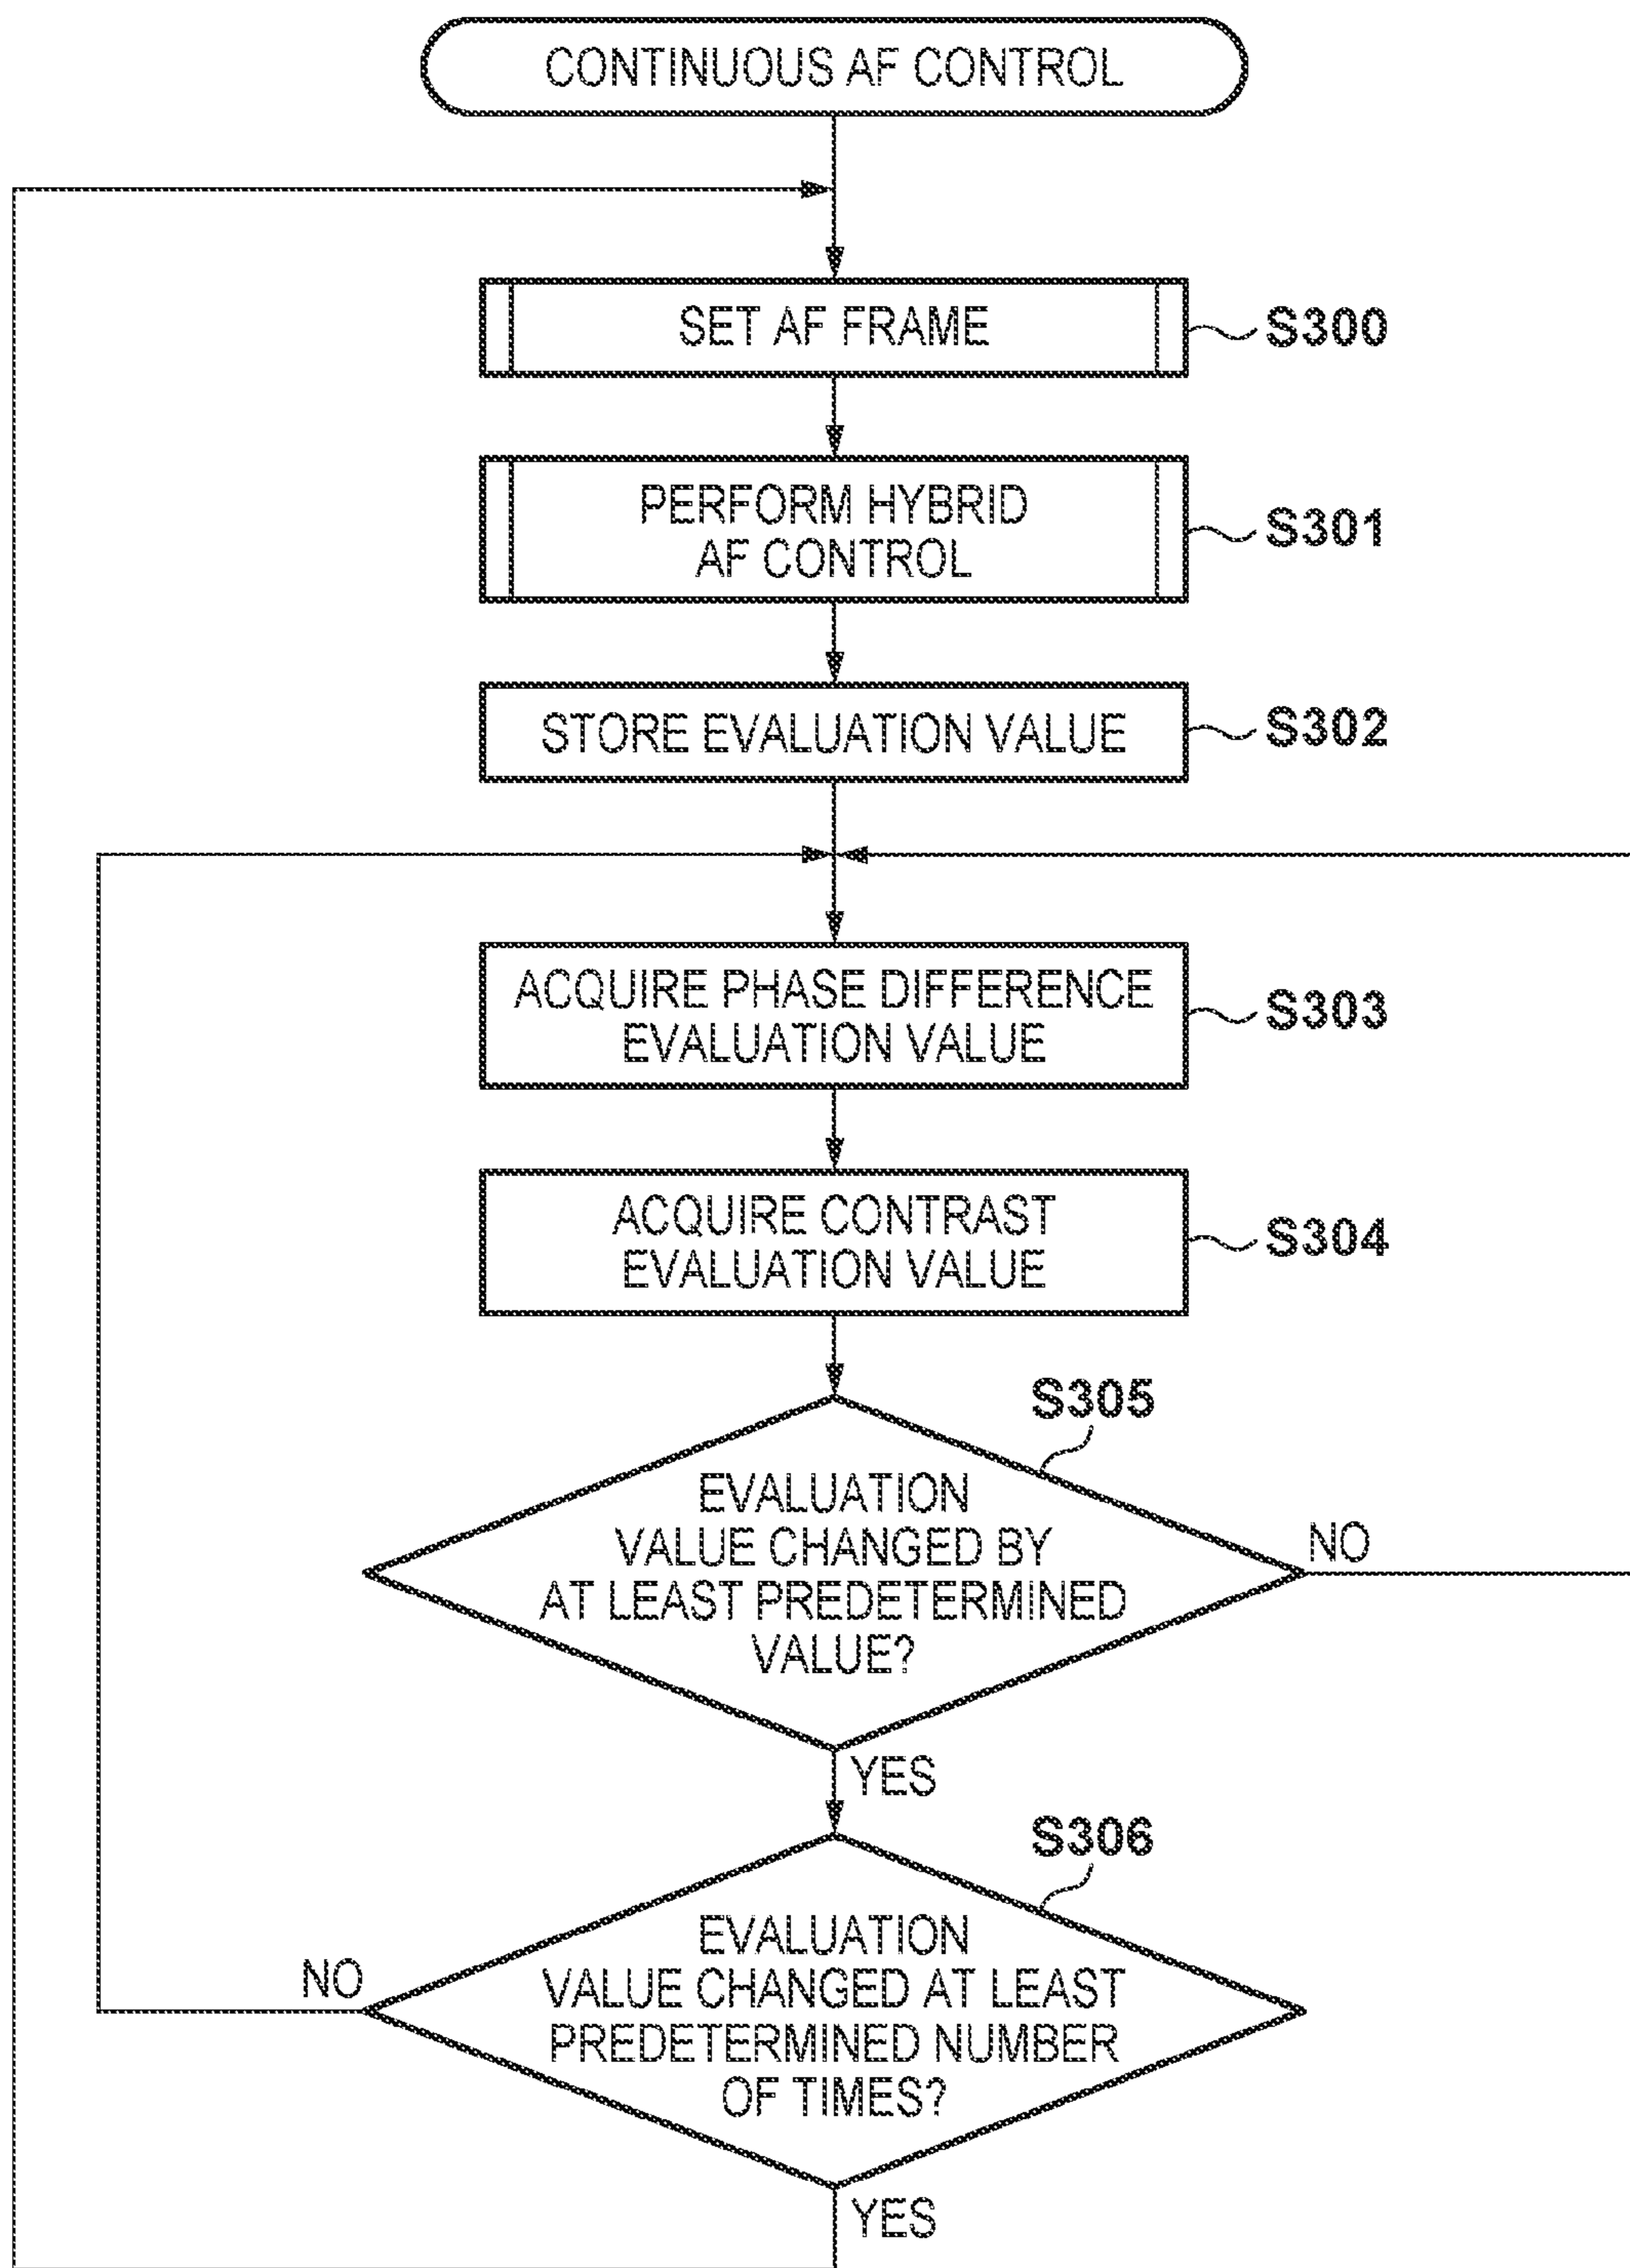 CONTINUOUS AF CONTROL
SET AF FRAME
S300
PERFORM HYBRID
AF CONTROL
S301
STORE EVALUATION VALUE
S302
ACQUIRE PHASE DIFFERENCE
EVALUATION VALUE
S303
ACQUIRE CONTRAST
EVALUATION VALUE
S304
S305
EVALUATION
VALUE CHANGED BY
AT LEAST PREDETERMINED
VALUE?
NO
YES
S306
EVALUATION
VALUE CHANGED AT LEAST
PREDETERMINED NUMBER
OF TIMES?
NO
YES